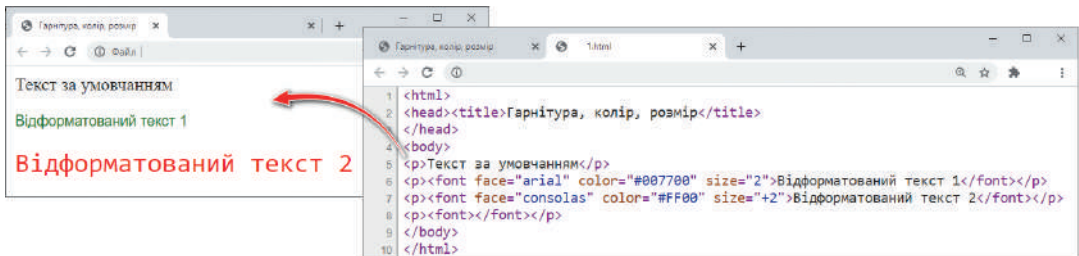 Гарнітура, колір, розмір
Файл
Текст за умовчанням
Відформатований текст 1
Відформатований текст 2
Гарнітура, колір, розмір
1.html
1 <html>
2 <head><title>Гарнітура, колір, розмір</title>
3 </head>
4 <body>
5 <p>Текст за умовчанням</p>
6 <p><font face="arial" color="#007700" size="2">Відформатований текст 1</font></p>
7 <p><font face="consolas" color="#FF00" size="+2">Відформатований текст 2</font></p>
8 <p><font></font></p>
9 </body>
10 </html>